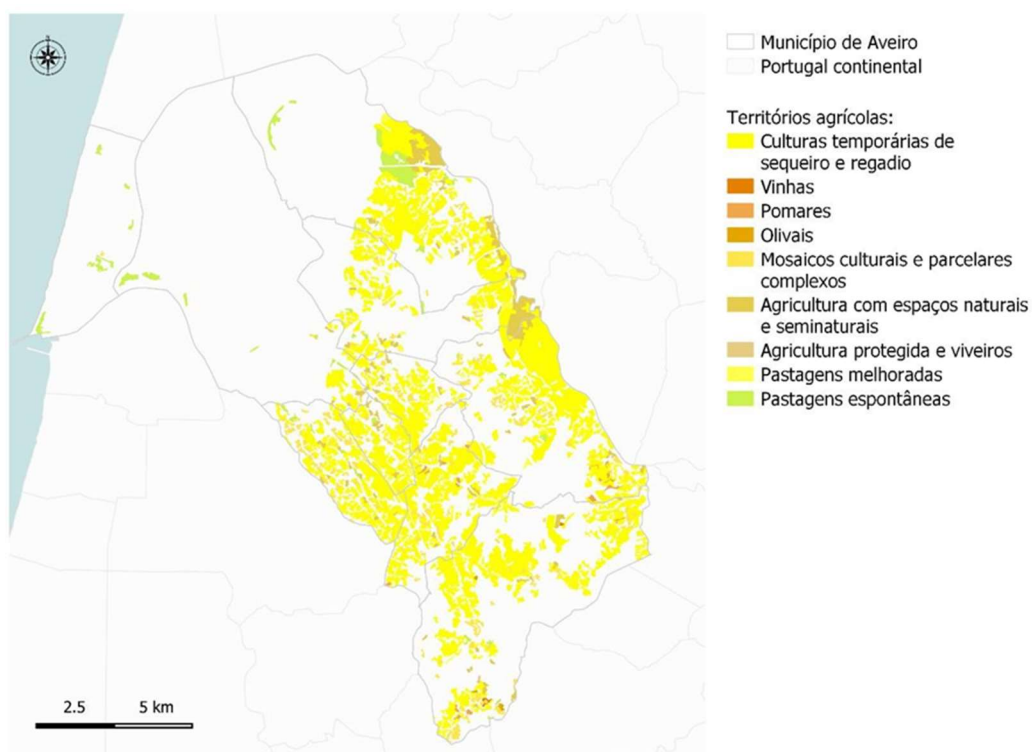 Município de Aveiro
Portugal continental
Territórios agrícolas:
Culturas temporárias de
sequeiro e regadio
Vinhas
Pomares
Olivais
Mosaicos culturais e parcelares
complexos
Agricultura com espaços naturais
e seminaturais
Agricultura protegida e viveiros
Pastagens melhoradas
Pastagens espontâneas
2.5 5 km